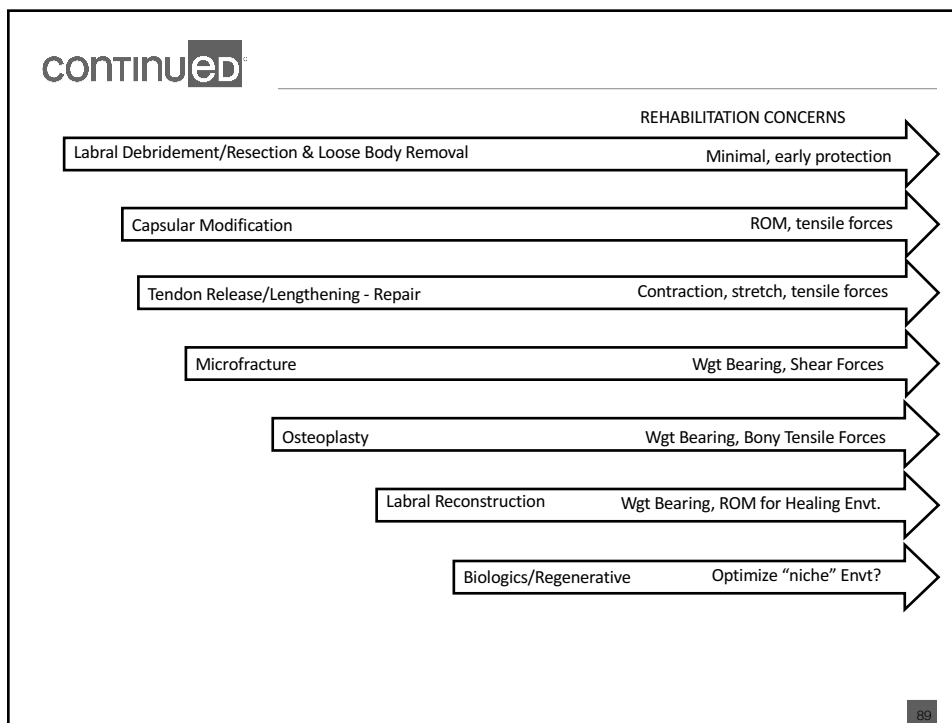 continued
REHABILITATION CONCERNS
Labral Debridement/Resection & Loose Body Removal Minimal, early protection
Capsular Modification ROM, tensile forces
Tendon Release/Lengthening - Repair Contraction, stretch, tensile forces
Microfracture Wgt Bearing, Shear Forces
Osteoplasty Wgt Bearing, Bony Tensile Forces
Labral Reconstruction Wgt Bearing, ROM for Healing Envt.
Biologics/Regenerative Optimize “niche” Envt?
89